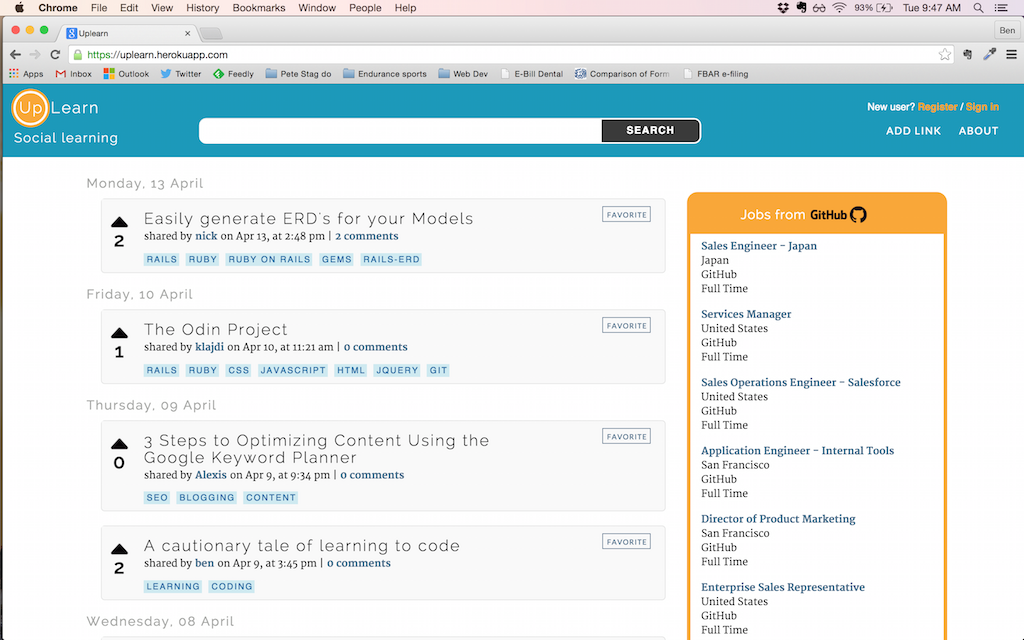 Chrome File Edit View History Bookmarks Window People Help 93% Tue 9:47 AM
Uplearn Ben
https://uplearn.herokuapp.com
Apps Inbox Outlook Twitter Feedly Pete Stag do Endurance sports Web Dev E-Bill Dental Comparison of Form FBAR e-filing
UpLearn
Social learning
SEARCH
New user? Register / Sign in
ADD LINK ABOUT
Monday, 13 April
2
Easily generate ERD's for your Models
FAVORITE
shared by nick on Apr 13, at 2:48 pm | 2 comments
RAILS RUBY RUBY ON RAILS GEMS RAILS-ERD
Friday, 10 April
1
The Odin Project
FAVORITE
shared by klajdi on Apr 10, at 11:21 am | 0 comments
RAILS RUBY CSS JAVASCRIPT HTML JQUERY GIT
Thursday, 09 April
0
3 Steps to Optimizing Content Using the
Google Keyword Planner
FAVORITE
shared by Alexis on Apr 9, at 9:34 pm | 0 comments
SEO BLOGGING CONTENT
2
A cautionary tale of learning to code
FAVORITE
shared by ben on Apr 9, at 3:45 pm | 0 comments
LEARNING CODING
Wednesday, 08 April
Jobs from GitHub
Sales Engineer - Japan
Japan
GitHub
Full Time
Services Manager
United States
GitHub
Full Time
Sales Operations Engineer - Salesforce
United States
GitHub
Full Time
Application Engineer - Internal Tools
San Francisco
GitHub
Full Time
Director of Product Marketing
San Francisco
GitHub
Full Time
Enterprise Sales Representative
United States
GitHub
Full Time